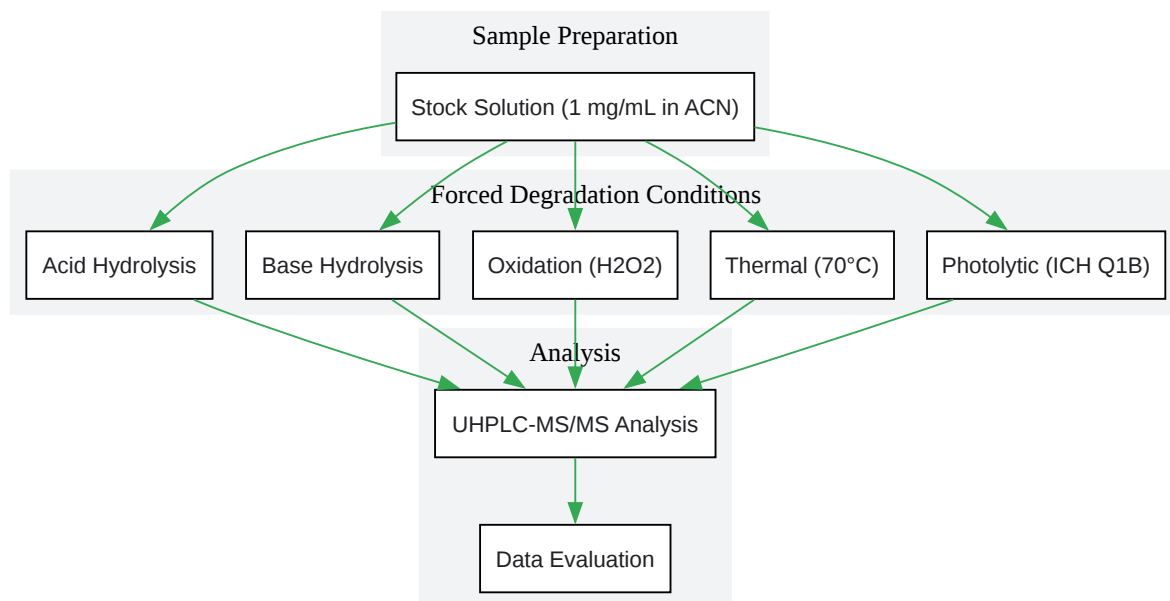 Sample Preparation
Stock Solution (1 mg/mL in ACN)
Forced Degradation Conditions
Acid Hydrolysis
Base Hydrolysis
Oxidation (H2O2)
Thermal (70°C)
Photolytic (ICH Q1B)
Analysis
UHPLC-MS/MS Analysis
Data Evaluation